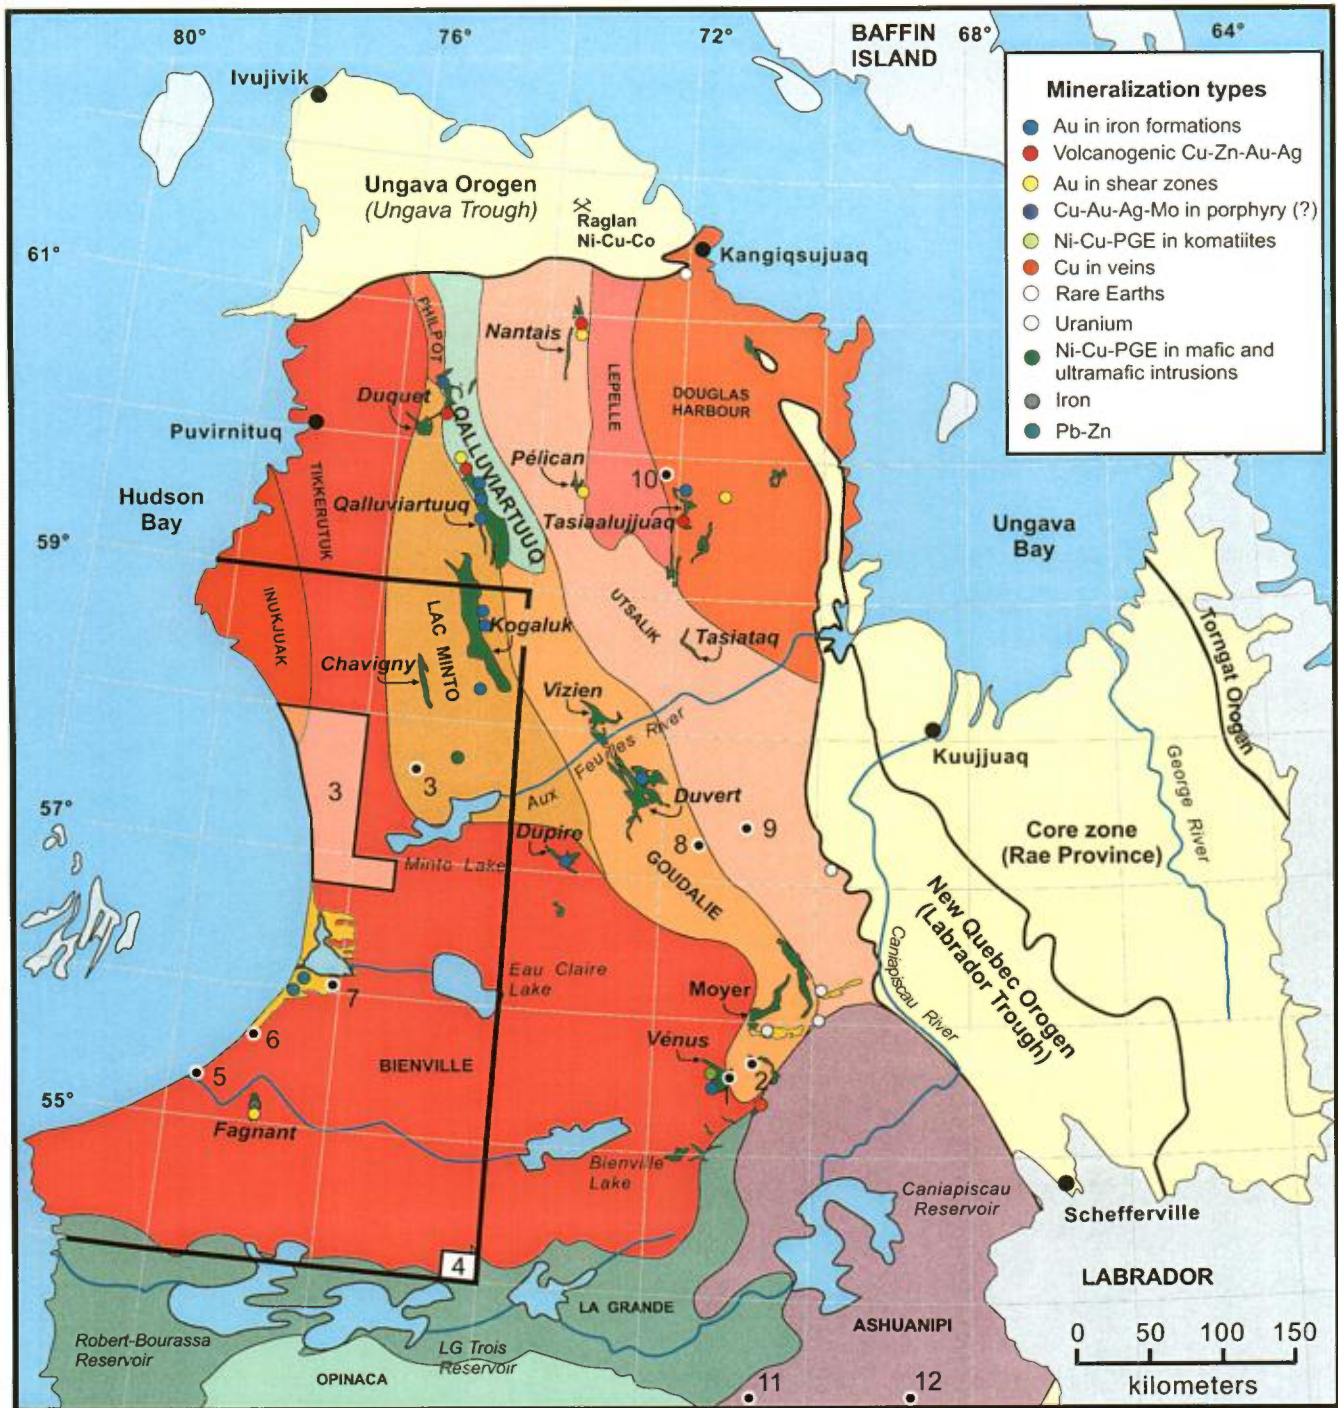 80°
76°
72°
68°
64°
BAFFIN
ISLAND
Ivujivik
Mineralization types
Au in iron formations
Volcanogenic Cu-Zn-Au-Ag
Au in shear zones
Cu-Au-Ag-Mo in porphyry (?)
Ni-Cu-PGE in komatiites
Cu in veins
Rare Earths
Uranium
Ni-Cu-PGE in mafic and
ultramafic intrusions
Iron
Pb-Zn
Ungava Orogen
(Ungava Trough)
Raglan
Ni-Cu-Co
61°
Kangiqsujuaq
PHILPOT
Nantais
LEPELLE
DOUGLAS
HARBOUR
Duquet
Puvirnituq
QALLUVIARTUUQ
TIKKERUTUK
Pélican
10
Hudson
Bay
Qalluviartuuq
Tasiaalujjuaq
Ungava
Bay
59°
INUKJUAK
LAC MINTO
UTSALIK
Kogaluk
Tasiataq
Chavigny
Vizien
Torngat Orogen
Aux Feuilles River
Kuujjuaq
George River
3
3
57°
Duvert
Dupire
8
9
Core zone
(Rae Province)
Minto Lake
GOUDALIE
New Quebec Orogen
(Labrador Trough)
Caniapiscau River
Eau Claire
Lake
7
Moyer
6
Vénus
BIENVILLE
5
2
55°
Fagnant
Bienville
Lake
Caniapiscau
Reservoir
Schefferville
4
LABRADOR
LA GRANDE
ASHUANIPI
Robert-Bourassa
Reservoir
LG Trois
Reservoir
OPINACA
0 50 100 150
kilometers
11
12